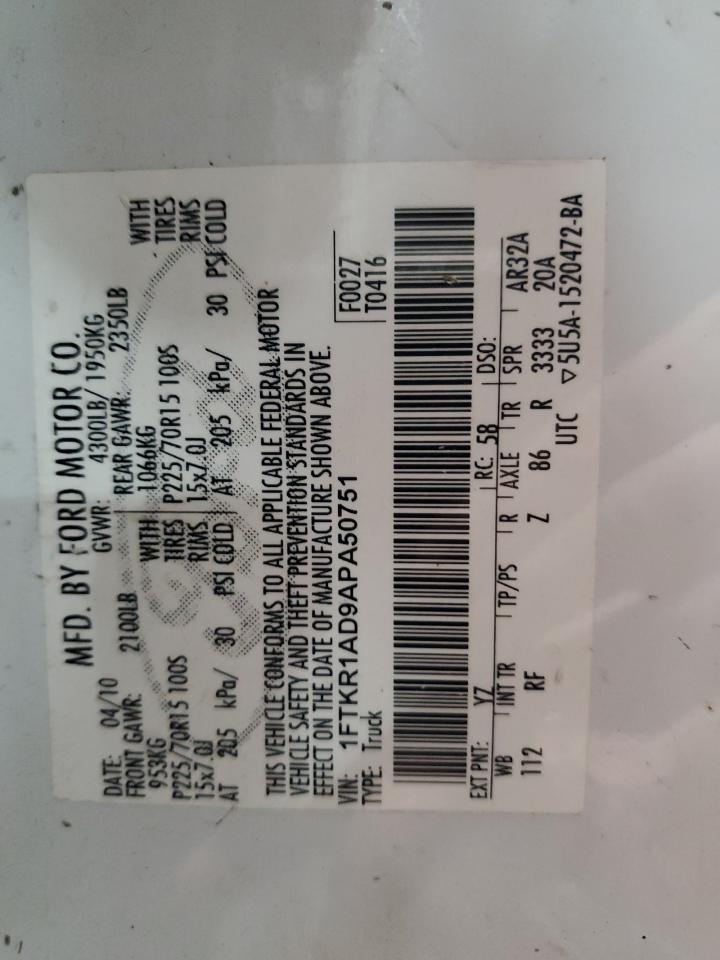 MFD. BY FORD MOTOR CO.
DATE: 04/10 GVWR: 4300LB/ 1950KG
FRONT GAWR: 2100LB REAR GAWR: 2350LB
953KG WITH 1066KG WITH
P225/70R15 100S TIRES P225/70R15 100S TIRES
15x7.0J RIMS 15x7.0J RIMS
AT 205 kPa/ 30 PSI COLD AT 205 kPa/ 30 PSI COLD
THIS VEHICLE CONFORMS TO ALL APPLICABLE FEDERAL MOTOR
VEHICLE SAFETY AND THEFT PREVENTION STANDARDS IN
EFFECT ON THE DATE OF MANUFACTURE SHOWN ABOVE.
VIN: 1FTKR1AD9APA50751 F0027
TYPE: Truck T0416
EXT PNT: YZ RC: 58 DSO:
WB INT TR TP/PS R AXLE TR SPR AR32A
112 RF Z 86 R 3333 20A
UTC ▽5U5A-1520472-BA